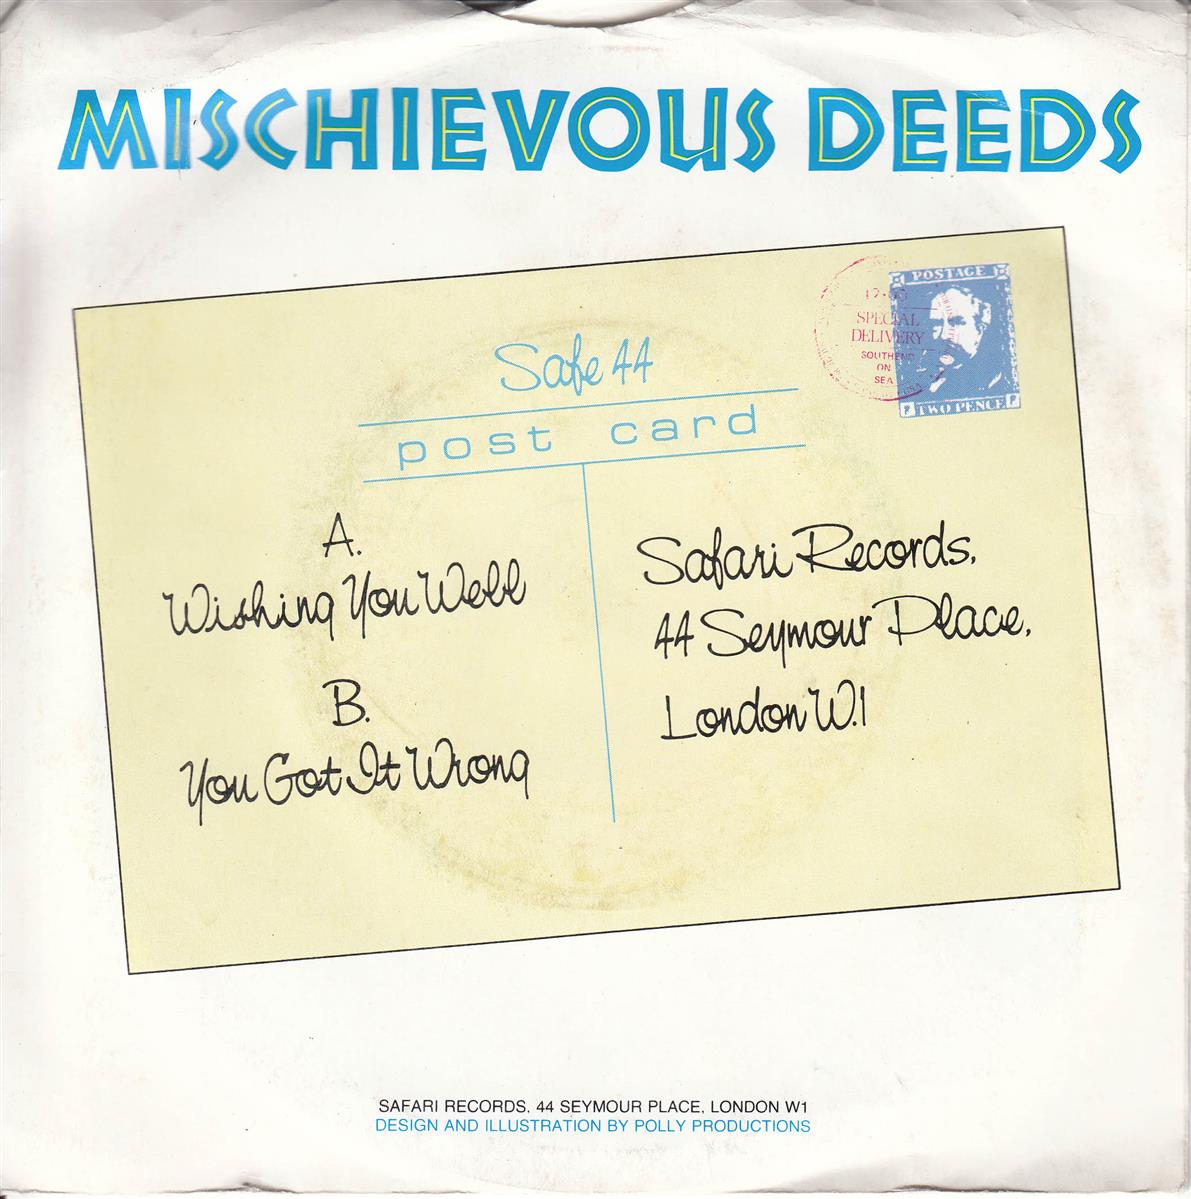 MISCHIEVOUS DEEDS
POSTAGE
SPECIAL
DELIVERY
SOUTHEND
ON
SEA
P TWO PENCE P
Safe 44
post card
A.
Wishing You Well
B.
You Got It Wrong
Safari Records,
44 Seymour Place,
London W.1
SAFARI RECORDS, 44 SEYMOUR PLACE, LONDON W1
DESIGN AND ILLUSTRATION BY POLLY PRODUCTIONS